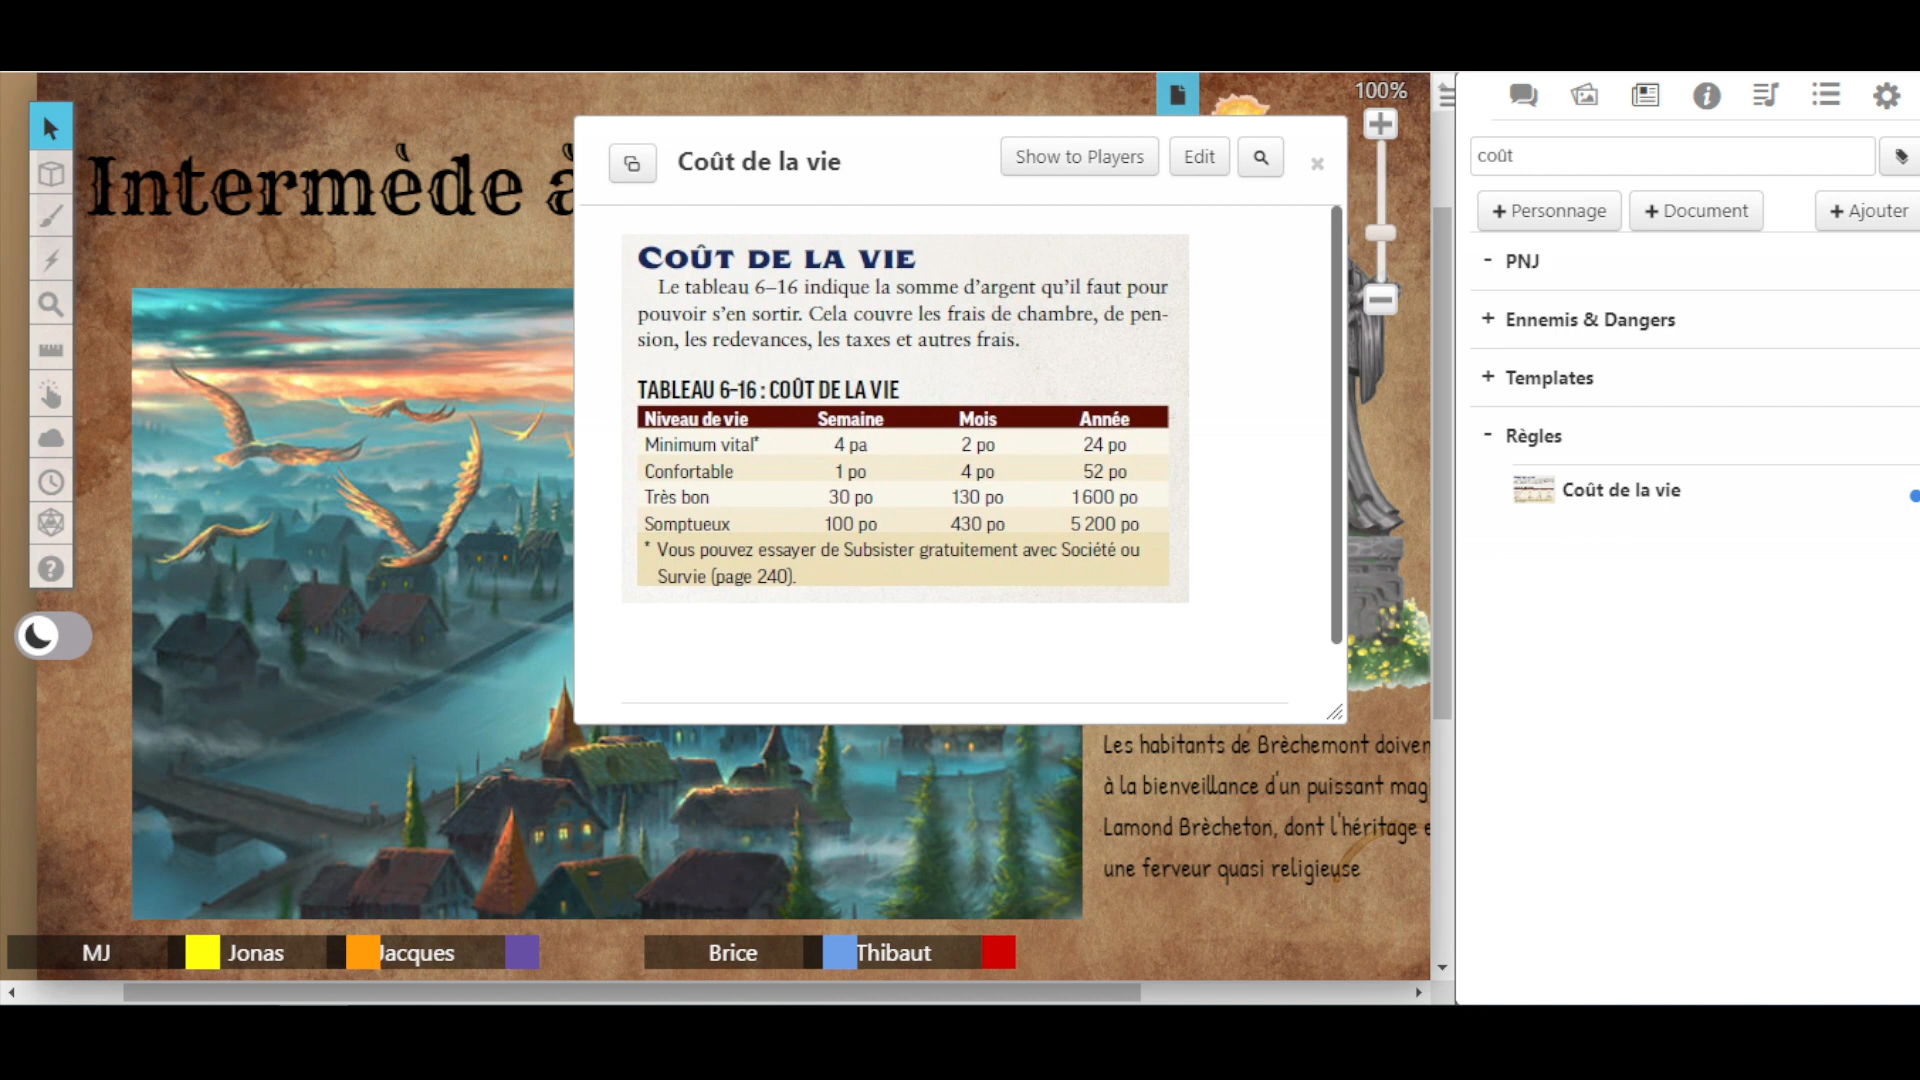 100%
Intermède à
Coût de la vie
Show to Players
Edit
COÛT DE LA VIE
Le tableau 6–16 indique la somme d'argent qu'il faut pour
pouvoir s'en sortir. Cela couvre les frais de chambre, de pen-
sion, les redevances, les taxes et autres frais.
TABLEAU 6–16 : COÛT DE LA VIE
Niveau de vie Semaine Mois Année
Minimum vital* 4 pa 2 po 24 po
Confortable 1 po 4 po 52 po
Très bon 30 po 130 po 1 600 po
Somptueux 100 po 430 po 5 200 po
* Vous pouvez essayer de Subsister gratuitement avec Société ou
Survie (page 240).
Les habitants de Brèchemont doiven
à la bienveillance d'un puissant mag
Lamond Brècheton, dont l'héritage e
une ferveur quasi religieuse
MJ
Jonas
Jacques
Brice
Thibaut
coût
+ Personnage
+ Document
+ Ajouter
- PNJ
+ Ennemis & Dangers
+ Templates
- Règles
Coût de la vie